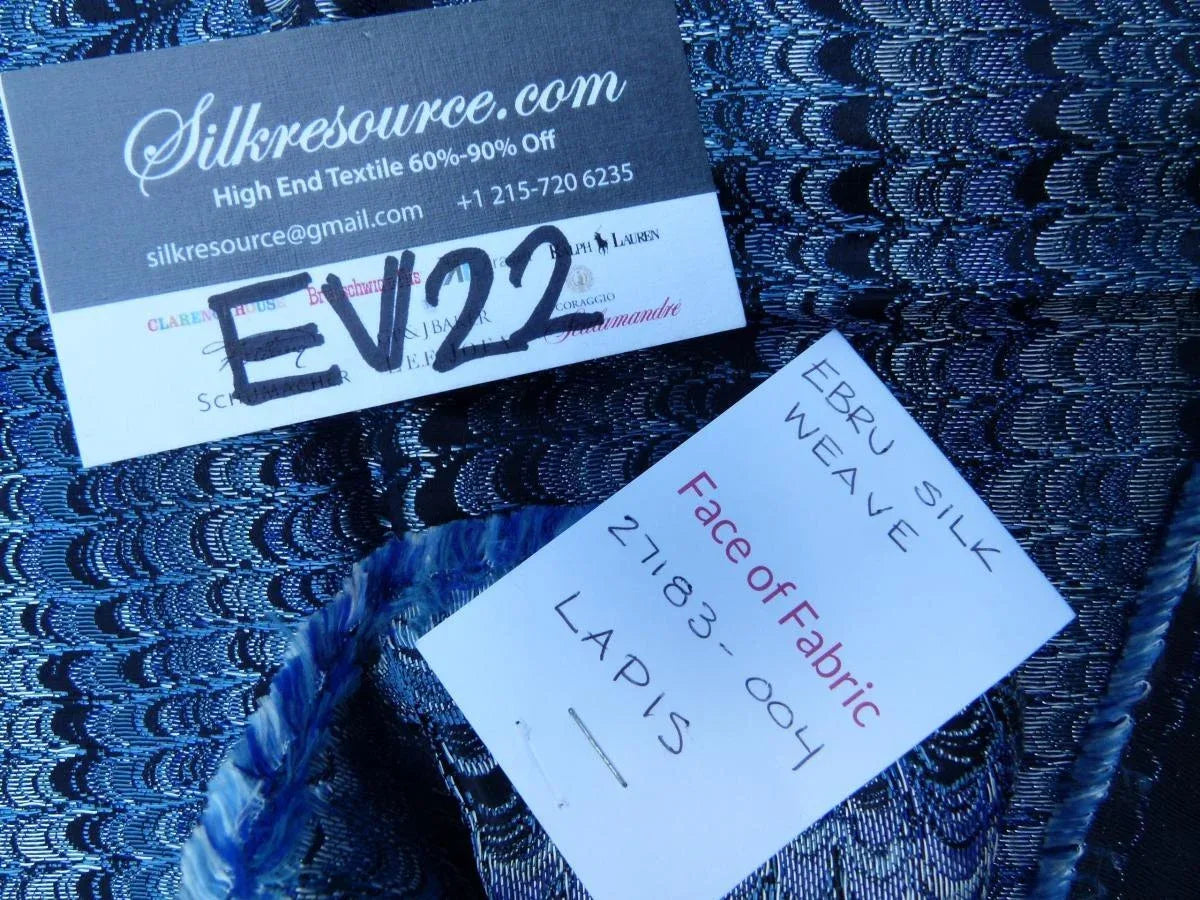 Silkresource.com
High End Textile 60%-90% Off
silkresource@gmail.com +1 215-720 6235
EV22
RALPH LAUREN
CORAGGIO
Scalamandré
SCHUMACHER
EBRU SILK
WEAVE
Face of Fabric
27183-004
LAPIS